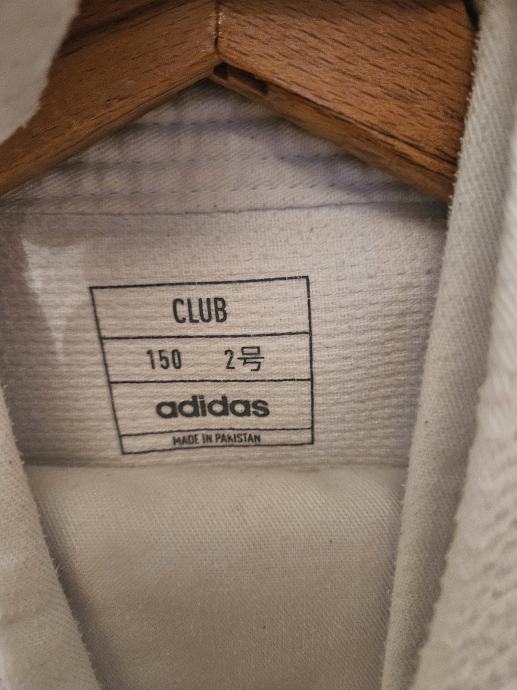 CLUB
150 2号
adidas
MADE IN PAKISTAN